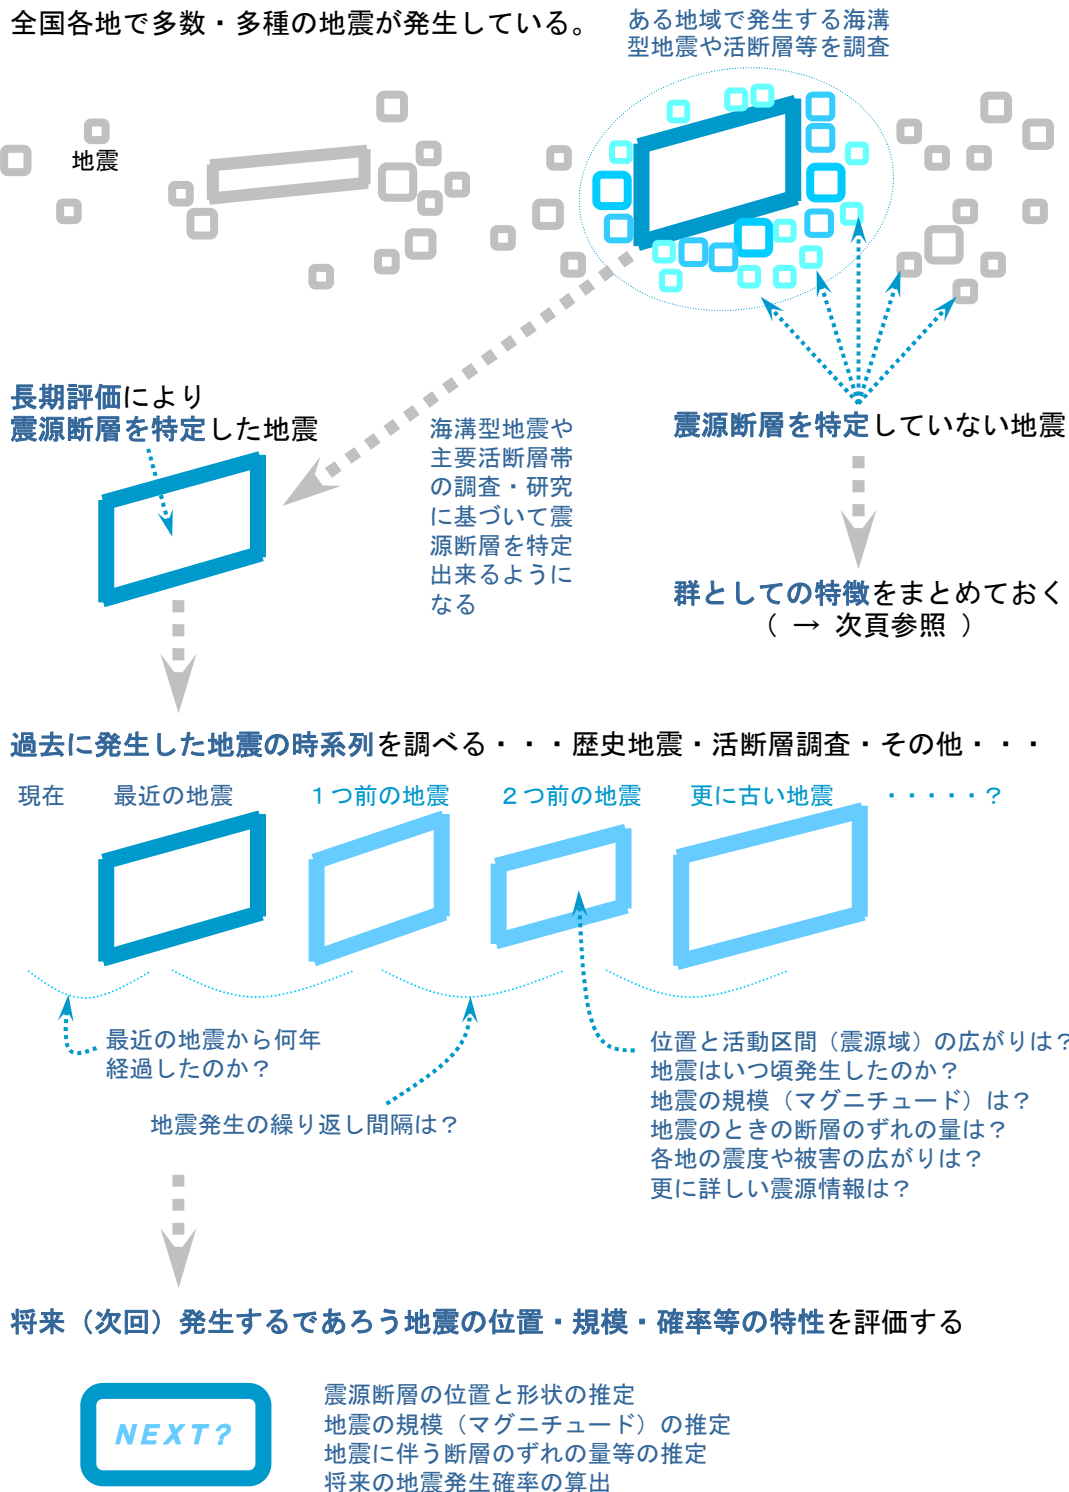 全国各地で多数・多種の地震が発生している。
ある地域で発生する海溝
型地震や活断層等を調査
地震
長期評価により
震源断層を特定した地震
海溝型地震や
主要活断層帯
の調査・研究
に基づいて震
源断層を特定
出来るように
なる
震源断層を特定していない地震
群としての特徴をまとめておく
（ → 次頁参照 ）
過去に発生した地震の時系列を調べる・・・歴史地震・活断層調査・その他・・・
現在 最近の地震 １つ前の地震 ２つ前の地震 更に古い地震 ・・・・・？
最近の地震から何年
経過したのか？
地震発生の繰り返し間隔は？
位置と活動区間（震源域）の広がりは？
地震はいつ頃発生したのか？
地震の規模（マグニチュード）は？
地震のときの断層のずれの量は？
各地の震度や被害の広がりは？
更に詳しい震源情報は？
将来（次回）発生するであろう地震の位置・規模・確率等の特性を評価する
NEXT?
震源断層の位置と形状の推定
地震の規模（マグニチュード）の推定
地震に伴う断層のずれの量等の推定
将来の地震発生確率の算出